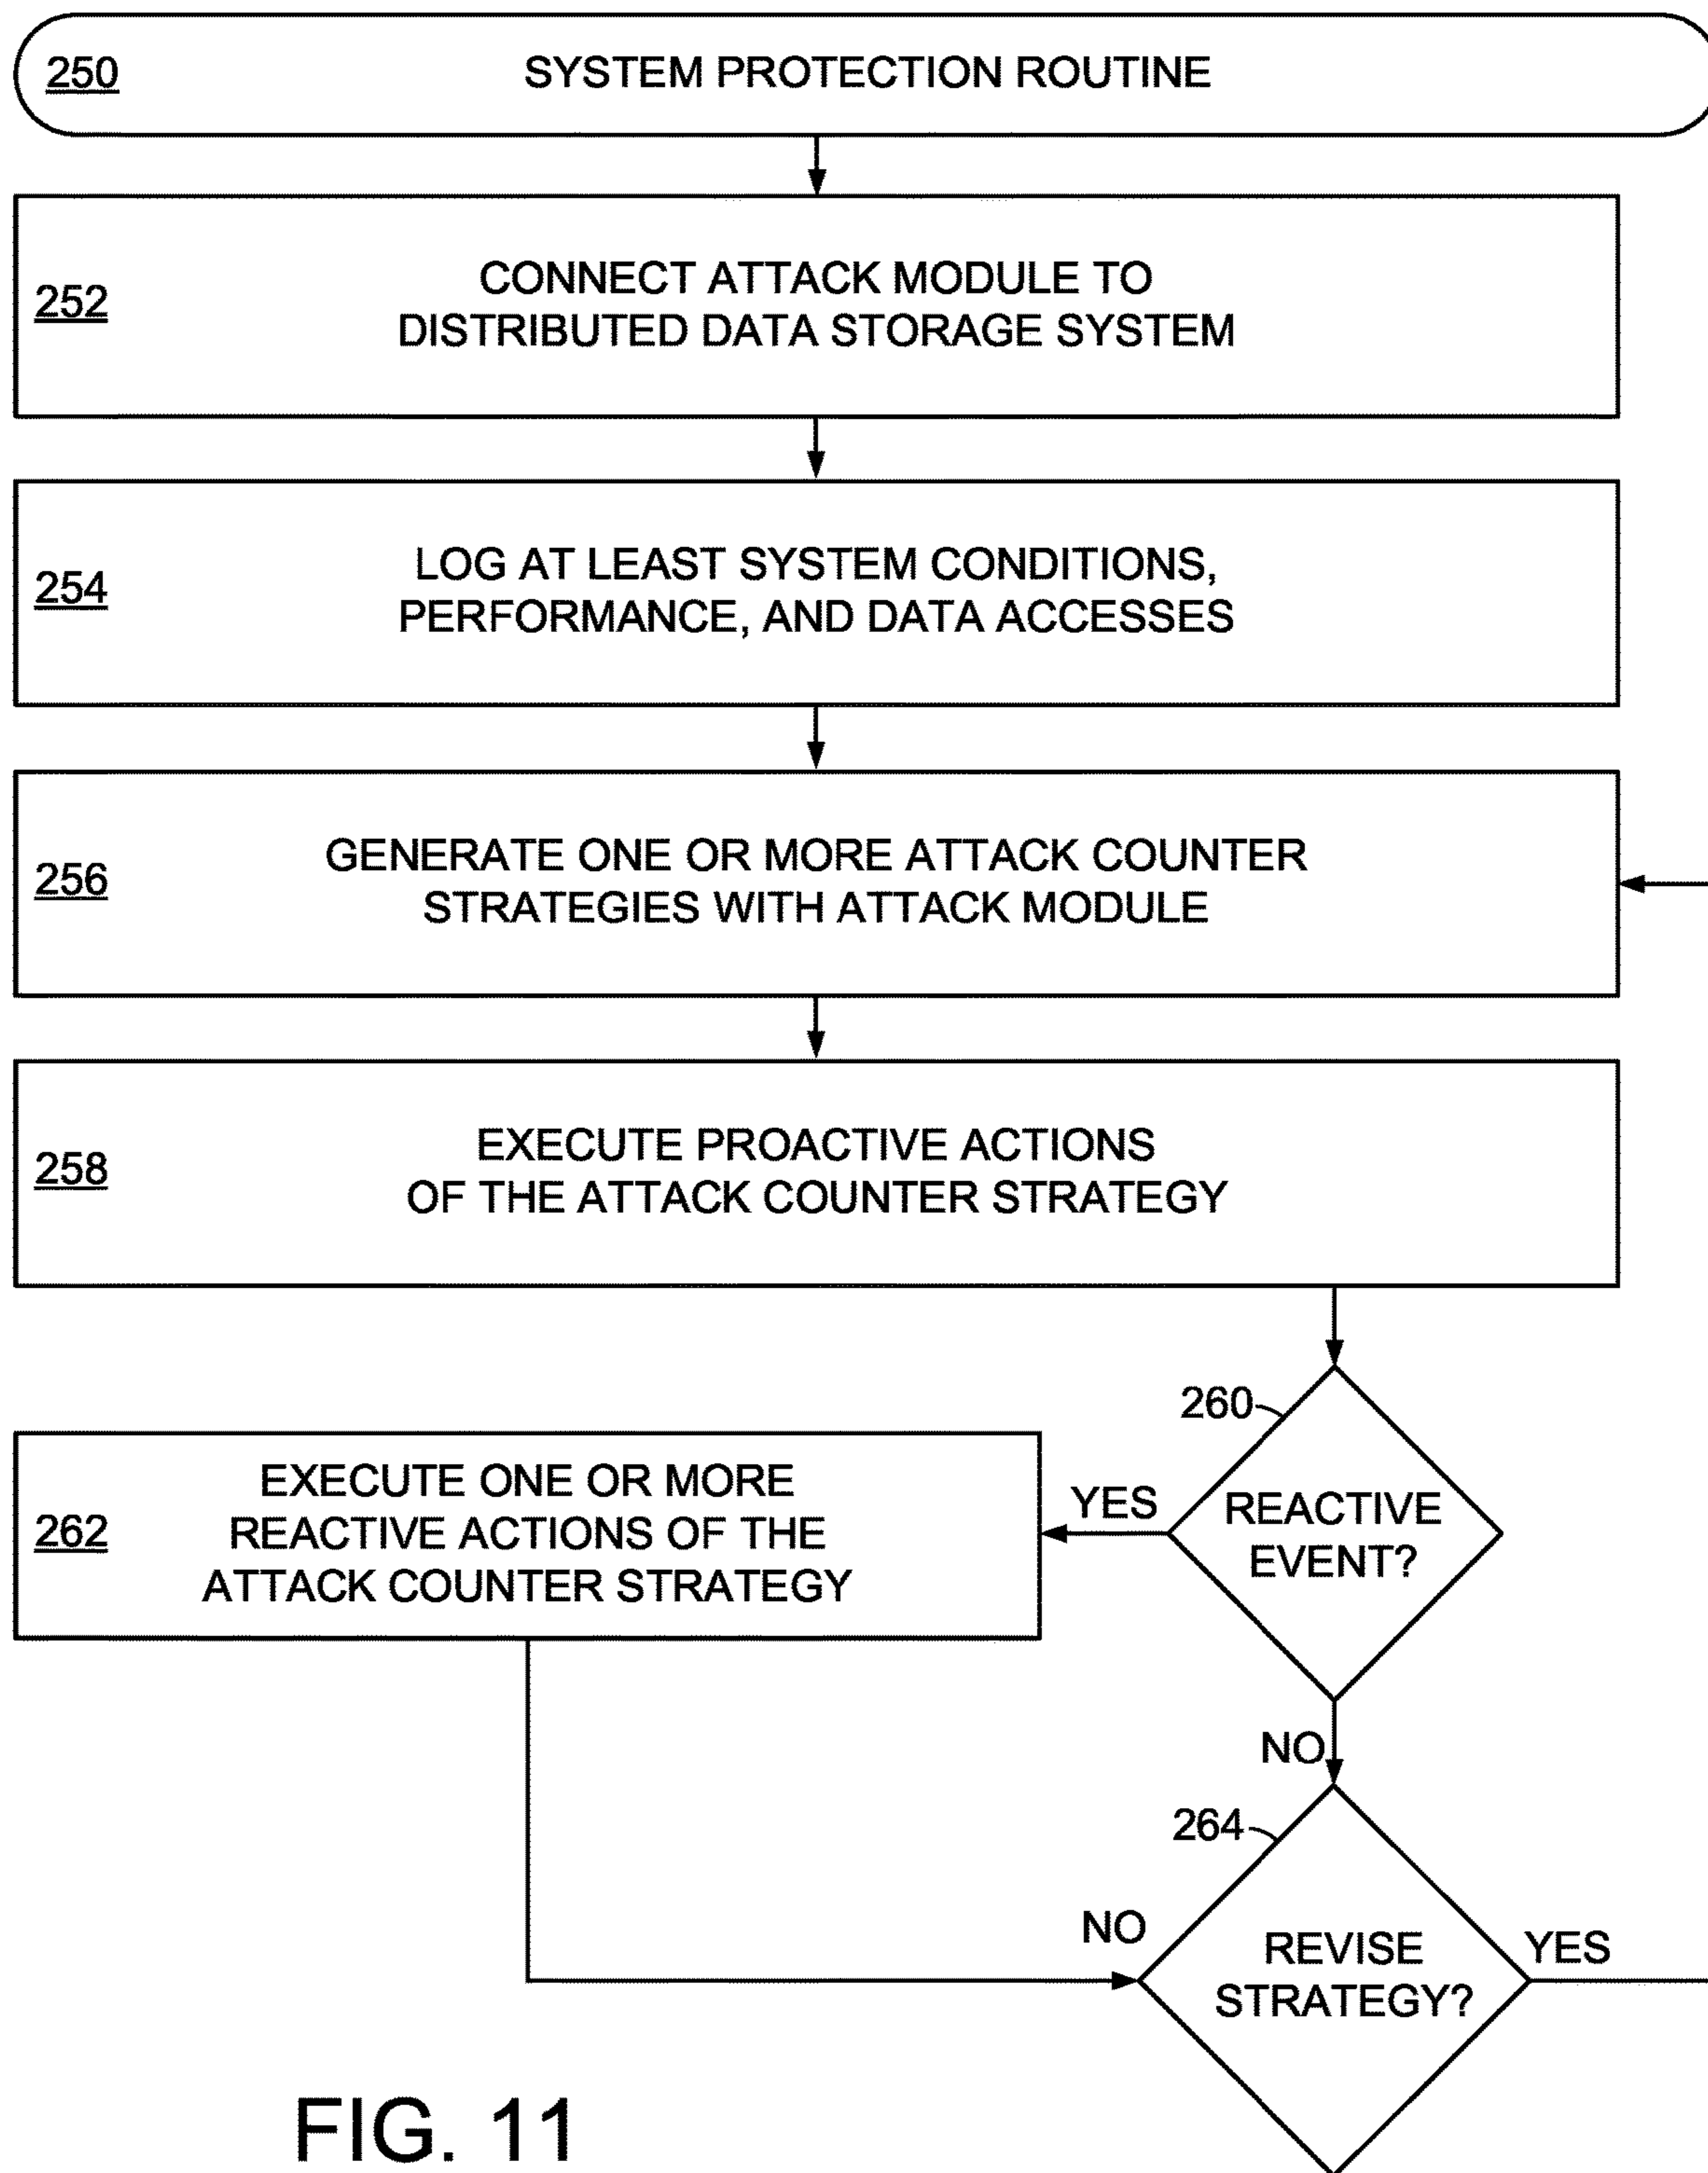 250
SYSTEM PROTECTION ROUTINE
252
CONNECT ATTACK MODULE TO
DISTRIBUTED DATA STORAGE SYSTEM
254
LOG AT LEAST SYSTEM CONDITIONS,
PERFORMANCE, AND DATA ACCESSES
256
GENERATE ONE OR MORE ATTACK COUNTER
STRATEGIES WITH ATTACK MODULE
258
EXECUTE PROACTIVE ACTIONS
OF THE ATTACK COUNTER STRATEGY
260
REACTIVE
EVENT?
YES
262
EXECUTE ONE OR MORE
REACTIVE ACTIONS OF THE
ATTACK COUNTER STRATEGY
NO
264
NO
REVISE
STRATEGY?
YES
FIG. 11